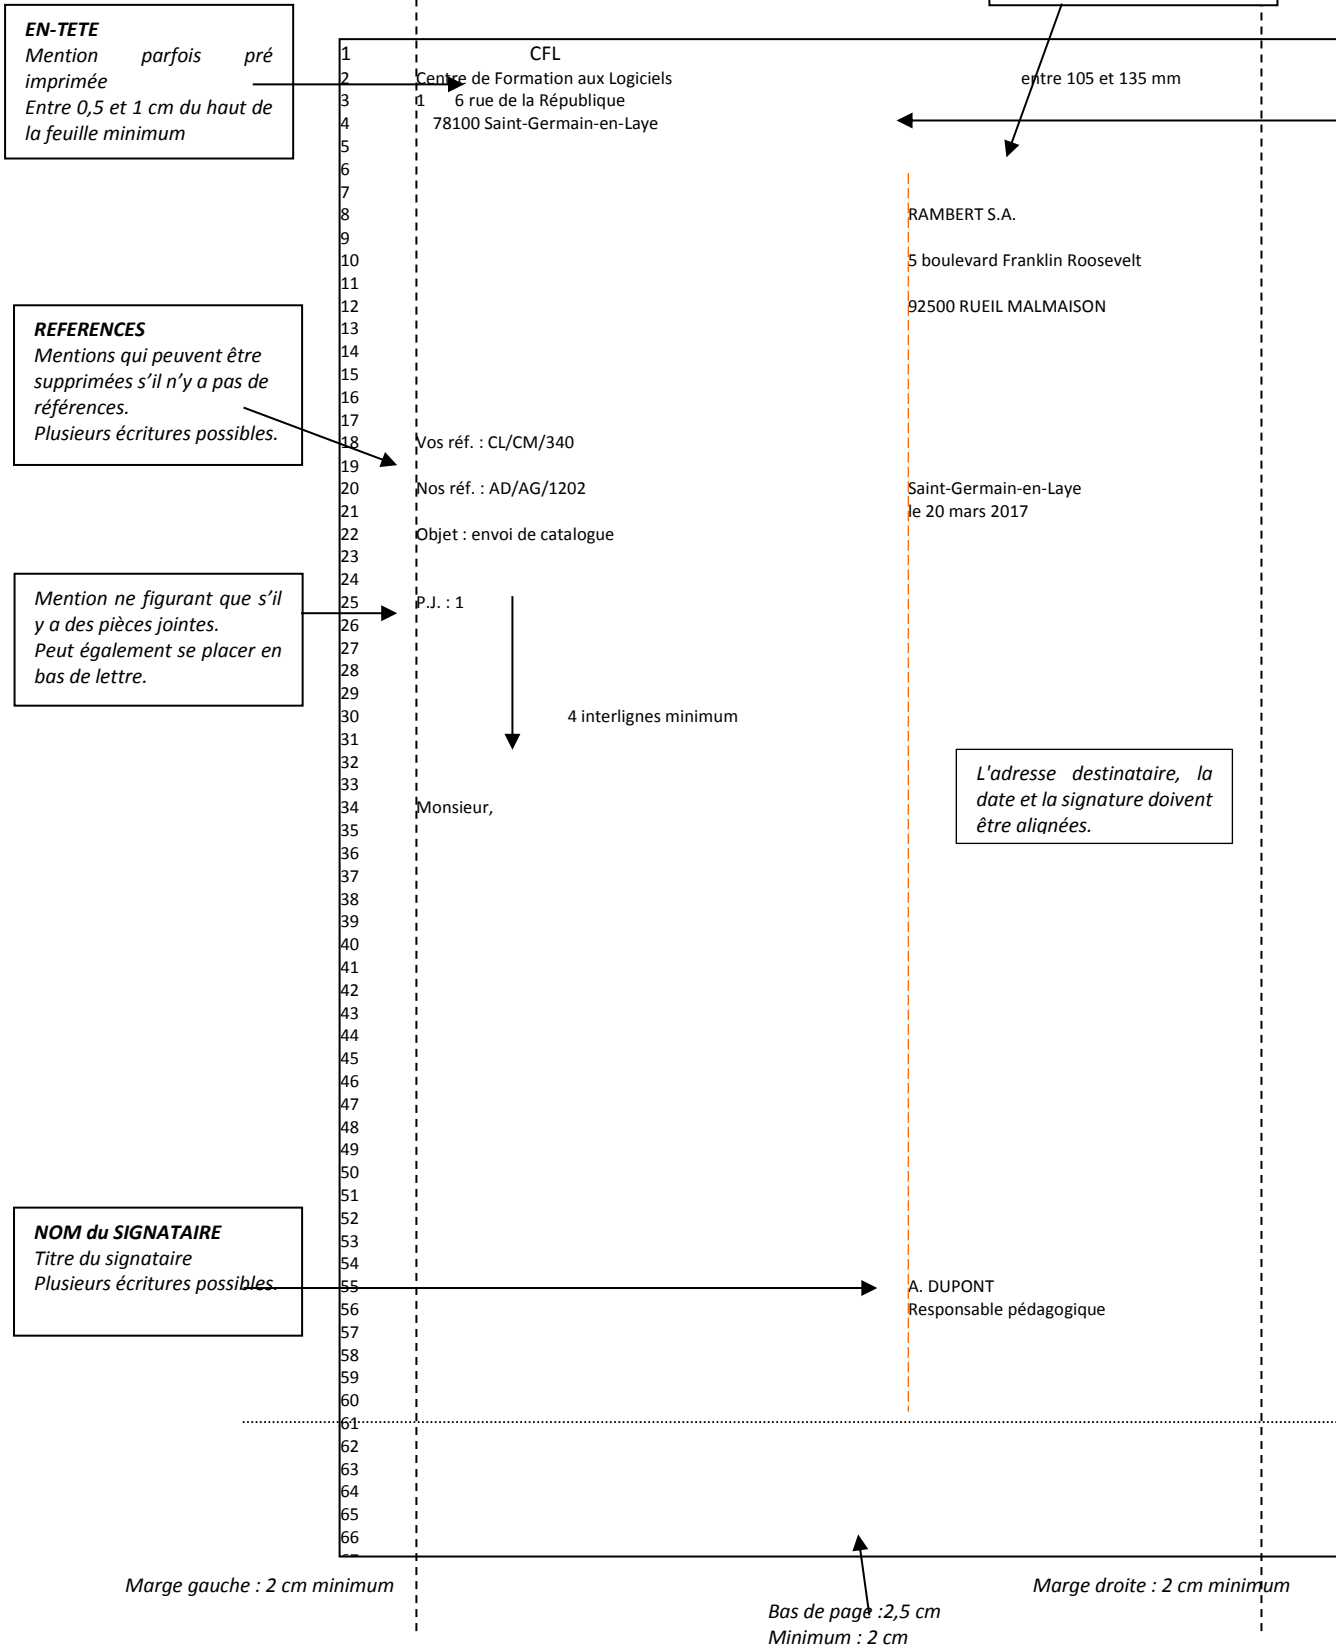 EN-TETE
Mention parfois pré
imprimée
Entre 0,5 et 1 cm du haut de
la feuille minimum
1 CFL
2 Centre de Formation aux Logiciels entre 105 et 135 mm
3 1 6 rue de la République
4 78100 Saint-Germain-en-Laye
5
6
7
8 RAMBERT S.A.
9
10 5 boulevard Franklin Roosevelt
11
12 92500 RUEIL MALMAISON
13
REFERENCES
Mentions qui peuvent être
supprimées s’il n’y a pas de
références.
Plusieurs écritures possibles.
14
15
16
17
18 Vos réf. : CL/CM/340
19
20 Nos réf. : AD/AG/1202 Saint-Germain-en-Laye
21 le 20 mars 2017
22 Objet : envoi de catalogue
23
24
Mention ne figurant que s’il
y a des pièces jointes.
Peut également se placer en
bas de lettre.
25 P.J. : 1
26
27
28
29
30 4 interlignes minimum
31
32
33
34 Monsieur,
35
L'adresse destinataire, la
date et la signature doivent
être alignées.
36
37
38
39
40
41
42
43
44
45
46
47
48
49
50
51
52
53
54
NOM du SIGNATAIRE
Titre du signataire
Plusieurs écritures possibles.
55 A. DUPONT
56 Responsable pédagogique
57
58
59
60
61
62
63
64
65
66
Marge gauche : 2 cm minimum
Marge droite : 2 cm minimum
Bas de page :2,5 cm
Minimum : 2 cm